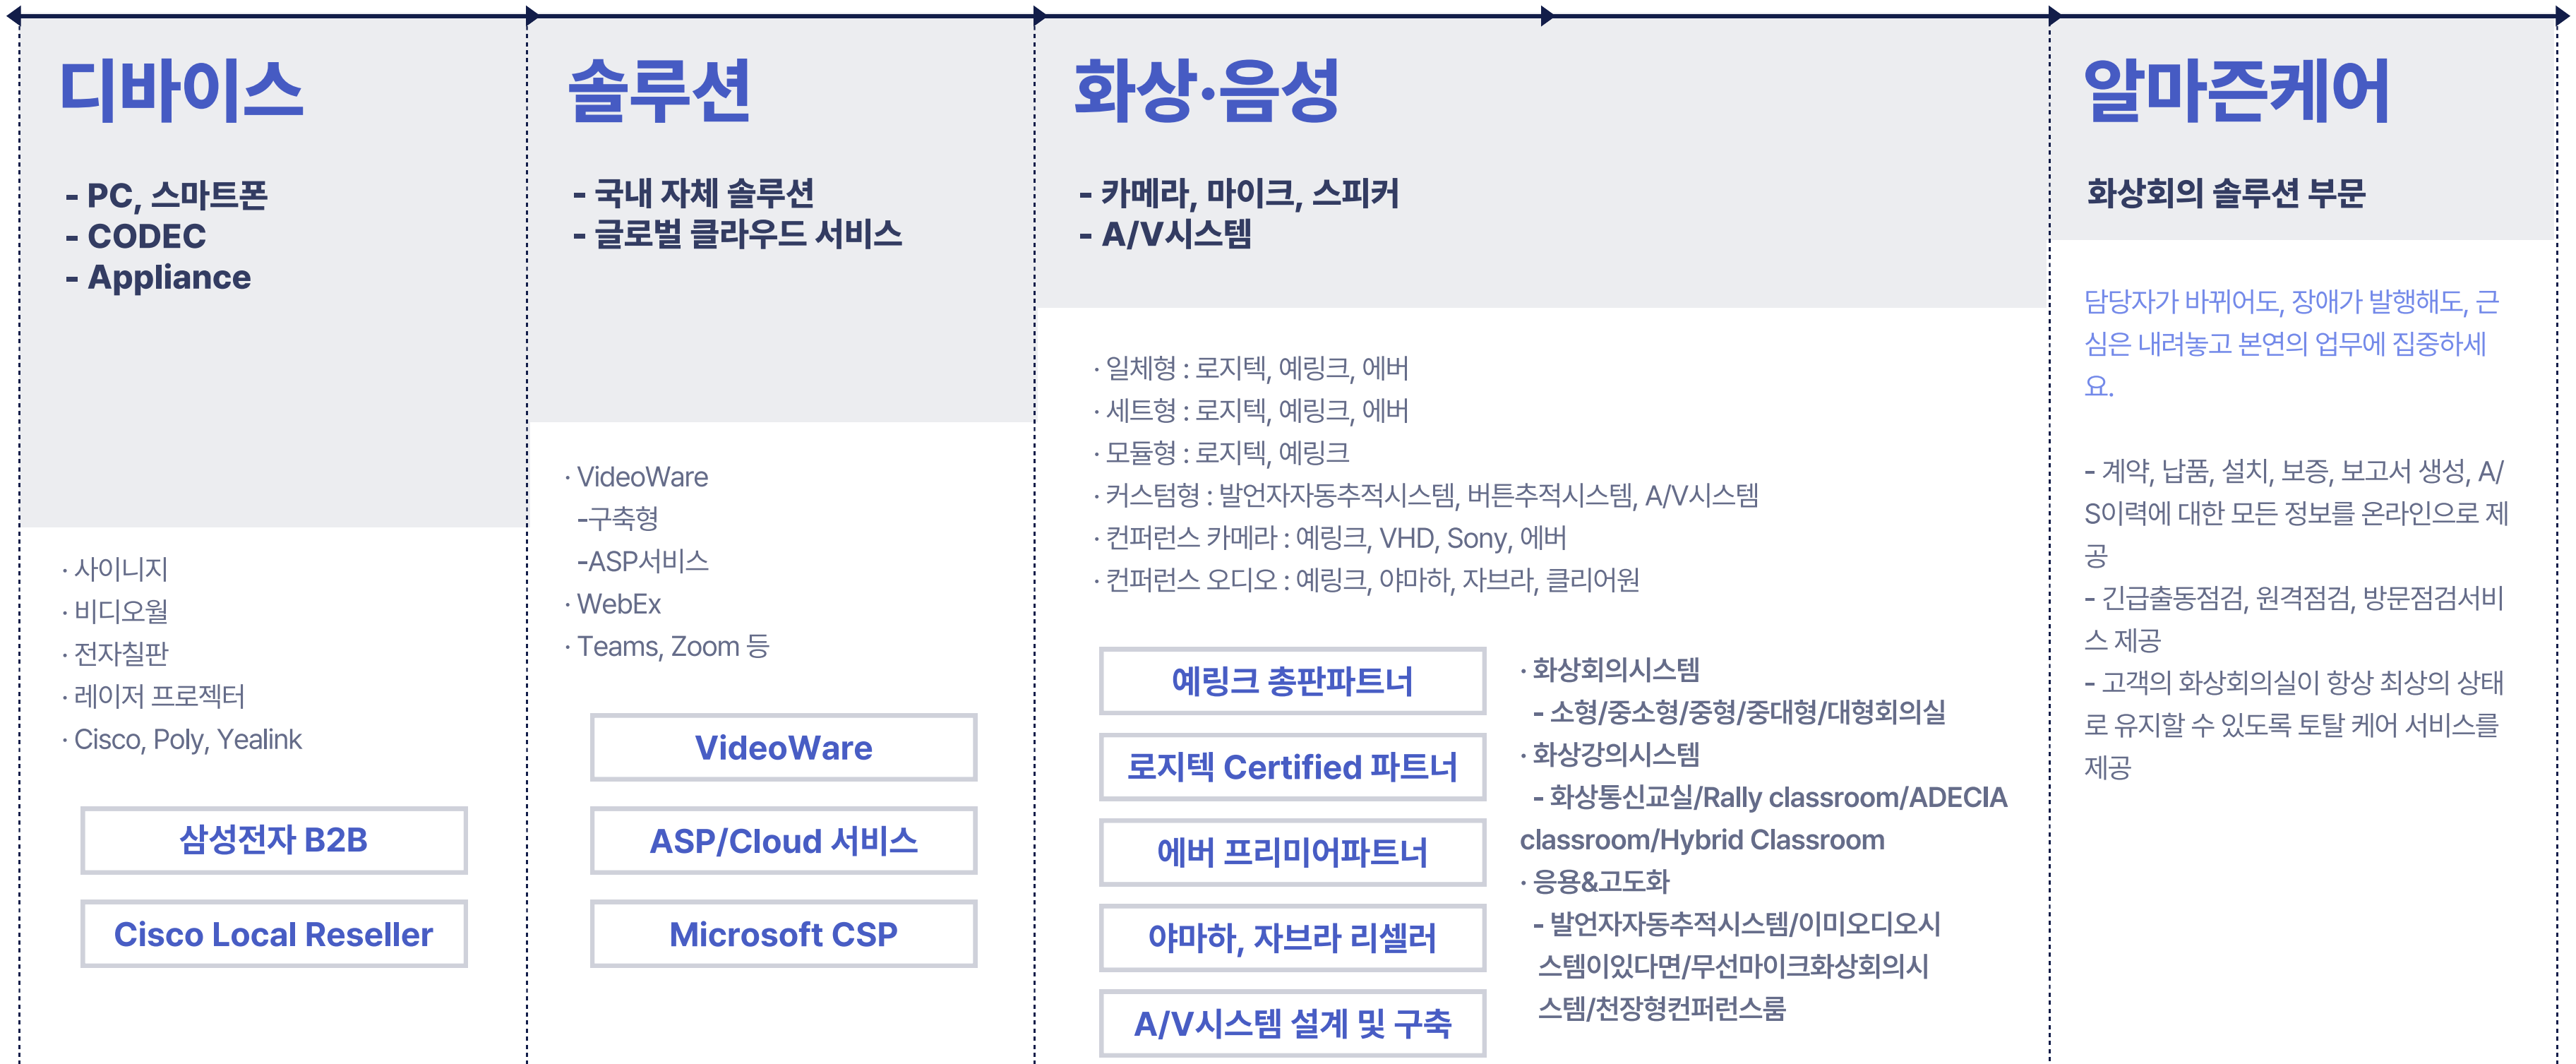 디바이스
- PC, 스마트폰
- CODEC
- Appliance
· 사이니지
· 비디오월
· 전자칠판
· 레이저 프로젝터
· Cisco, Poly, Yealink
삼성전자 B2B
Cisco Local Reseller
솔루션
- 국내 자체 솔루션
- 글로벌 클라우드 서비스
· VideoWare
-구축형
-ASP서비스
· WebEx
· Teams, Zoom 등
VideoWare
ASP/Cloud 서비스
Microsoft CSP
화상·음성
- 카메라, 마이크, 스피커
- A/V시스템
· 일체형 : 로지텍, 예링크, 에버
· 세트형 : 로지텍, 예링크, 에버
· 모듈형 : 로지텍, 예링크
· 커스텀형 : 발언자자동추적시스템, 버튼추적시스템, A/V시스템
· 컨퍼런스 카메라 : 예링크, VHD, Sony, 에버
· 컨퍼런스 오디오 : 예링크, 야마하, 자브라, 클리어원
예링크 총판파트너
로지텍 Certified 파트너
에버 프리미어파트너
야마하, 자브라 리셀러
A/V시스템 설계 및 구축
· 화상회의시스템
- 소형/중소형/중형/중대형/대형회의실
· 화상강의시스템
- 화상통신교실/Rally classroom/ADECIA
classroom/Hybrid Classroom
· 응용&고도화
- 발언자자동추적시스템/이미오디오시
스템이있다면/무선마이크화상회의시
스템/천장형컨퍼런스룸
알마즌케어
화상회의 솔루션 부문
담당자가 바뀌어도, 장애가 발행해도, 근
심은 내려놓고 본연의 업무에 집중하세
요.
- 계약, 납품, 설치, 보증, 보고서 생성, A/
S이력에 대한 모든 정보를 온라인으로 제
공
- 긴급출동점검, 원격점검, 방문점검서비
스 제공
- 고객의 화상회의실이 항상 최상의 상태
로 유지할 수 있도록 토탈 케어 서비스를
제공